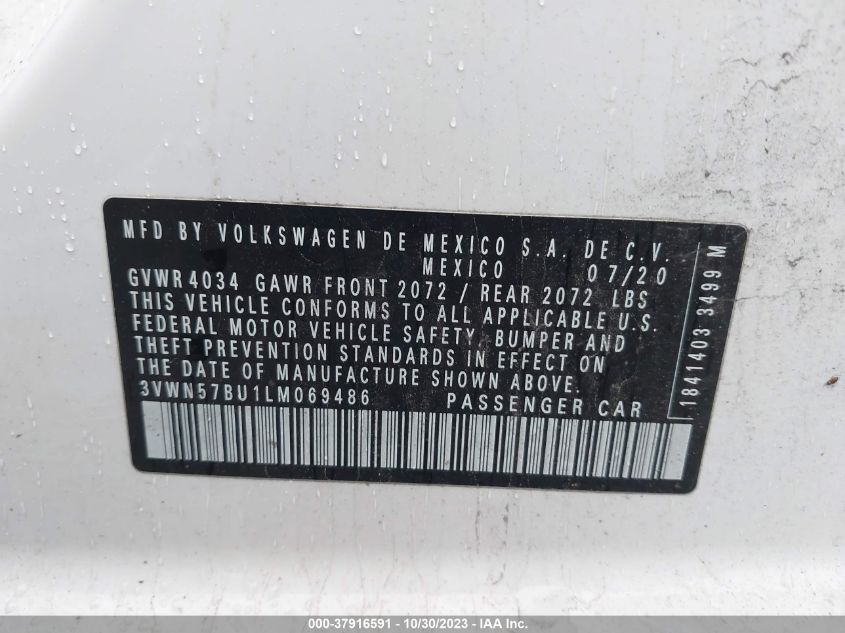 MFD BY VOLKSWAGEN DE MEXICO S.A. DE C.V.
MEXICO 07/20
GVWR 4034 GAWR FRONT 2072 / REAR 2072 LBS
THIS VEHICLE CONFORMS TO ALL APPLICABLE U.S.
FEDERAL MOTOR VEHICLE SAFETY, BUMPER AND
THEFT PREVENTION STANDARDS IN EFFECT ON
THE DATE OF MANUFACTURE SHOWN ABOVE.
3VWN57BU1LM069486 PASSENGER CAR
1841403 3499 M
000-37916591 - 10/30/2023 - IAA Inc.